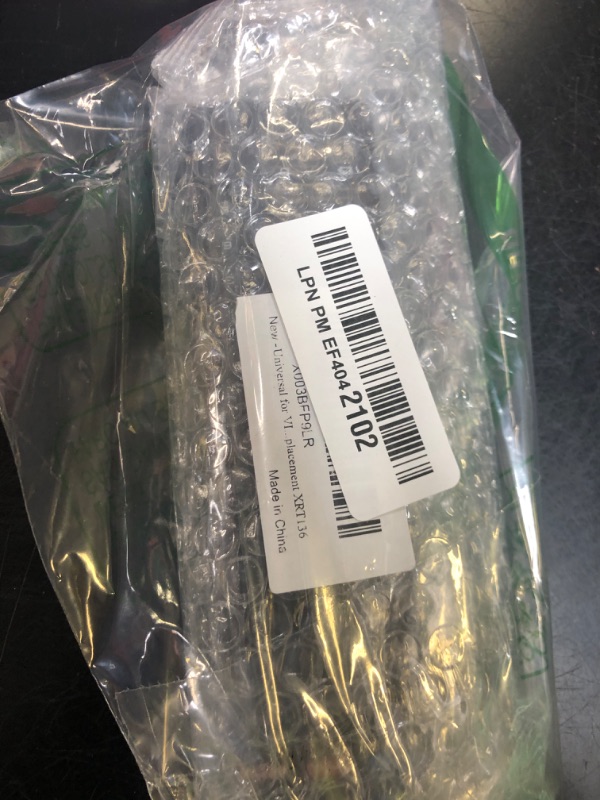 LPN PM EF404 2102
X003BFP9LR
New -Universal for VI...placement XRT136
Made in China